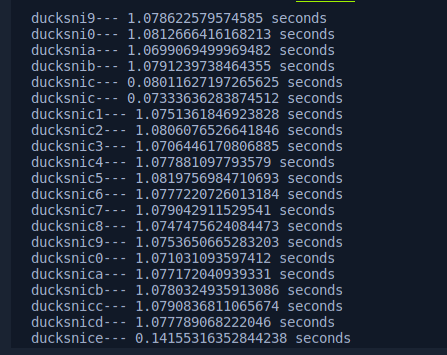 ducksni9--- 1.078622579574585 seconds
ducksni0--- 1.0812666416168213 seconds
ducksnia--- 1.0699069499969482 seconds
ducksnib--- 1.0791239738464355 seconds
ducksnic--- 0.08011627197265625 seconds
ducksnic--- 0.07333636283874512 seconds
ducksnic1--- 1.0751361846923828 seconds
ducksnic2--- 1.0806076526641846 seconds
ducksnic3--- 1.0706446170806885 seconds
ducksnic4--- 1.077881097793579 seconds
ducksnic5--- 1.0819756984710693 seconds
ducksnic6--- 1.0777220726013184 seconds
ducksnic7--- 1.079042911529541 seconds
ducksnic8--- 1.0747475624084473 seconds
ducksnic9--- 1.0753650665283203 seconds
ducksnic0--- 1.071031093597412 seconds
ducksnica--- 1.077172040939331 seconds
ducksnicb--- 1.0780324935913086 seconds
ducksnicc--- 1.0790836811065674 seconds
ducksnicd--- 1.077789068222046 seconds
ducksnice--- 0.14155316352844238 seconds